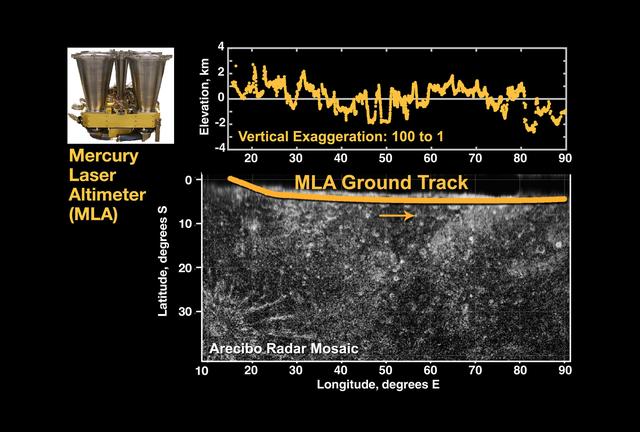 Mercury
Laser
Altimeter
(MLA)
Elevation, km
4
2
0
-2
-4
Vertical Exaggeration: 100 to 1
20 30 40 50 60 70 80 90
MLA Ground Track
Latitude, degrees S
0
10
20
30
Arecibo Radar Mosaic
10 20 30 40 50 60 70 80 90
Longitude, degrees E